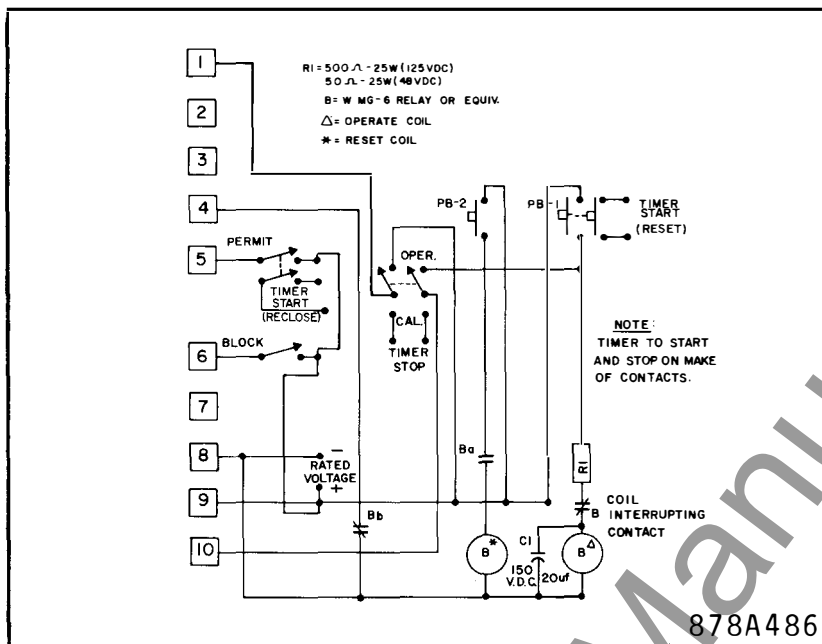 1
R1 = 500 Ω - 25W (125VDC)
50 Ω - 25W (48VDC)
B = W MG-6 RELAY OR EQUIV.
△ = OPERATE COIL
* = RESET COIL
2
3
4
PB-2
PB-1
TIMER
START
(RESET)
5
PERMIT
TIMER
START
(RECLOSE)
OPER.
CAL.
TIMER
STOP
NOTE:
TIMER TO START
AND STOP ON MAKE
OF CONTACTS.
6
BLOCK
7
8
−
RATED
VOLTAGE
+
9
Ba
R1
Bb
B
COIL
INTERRUPTING
CONTACT
10
B*
C1
150
V.D.C.
20uf
B△
Manu
878A486